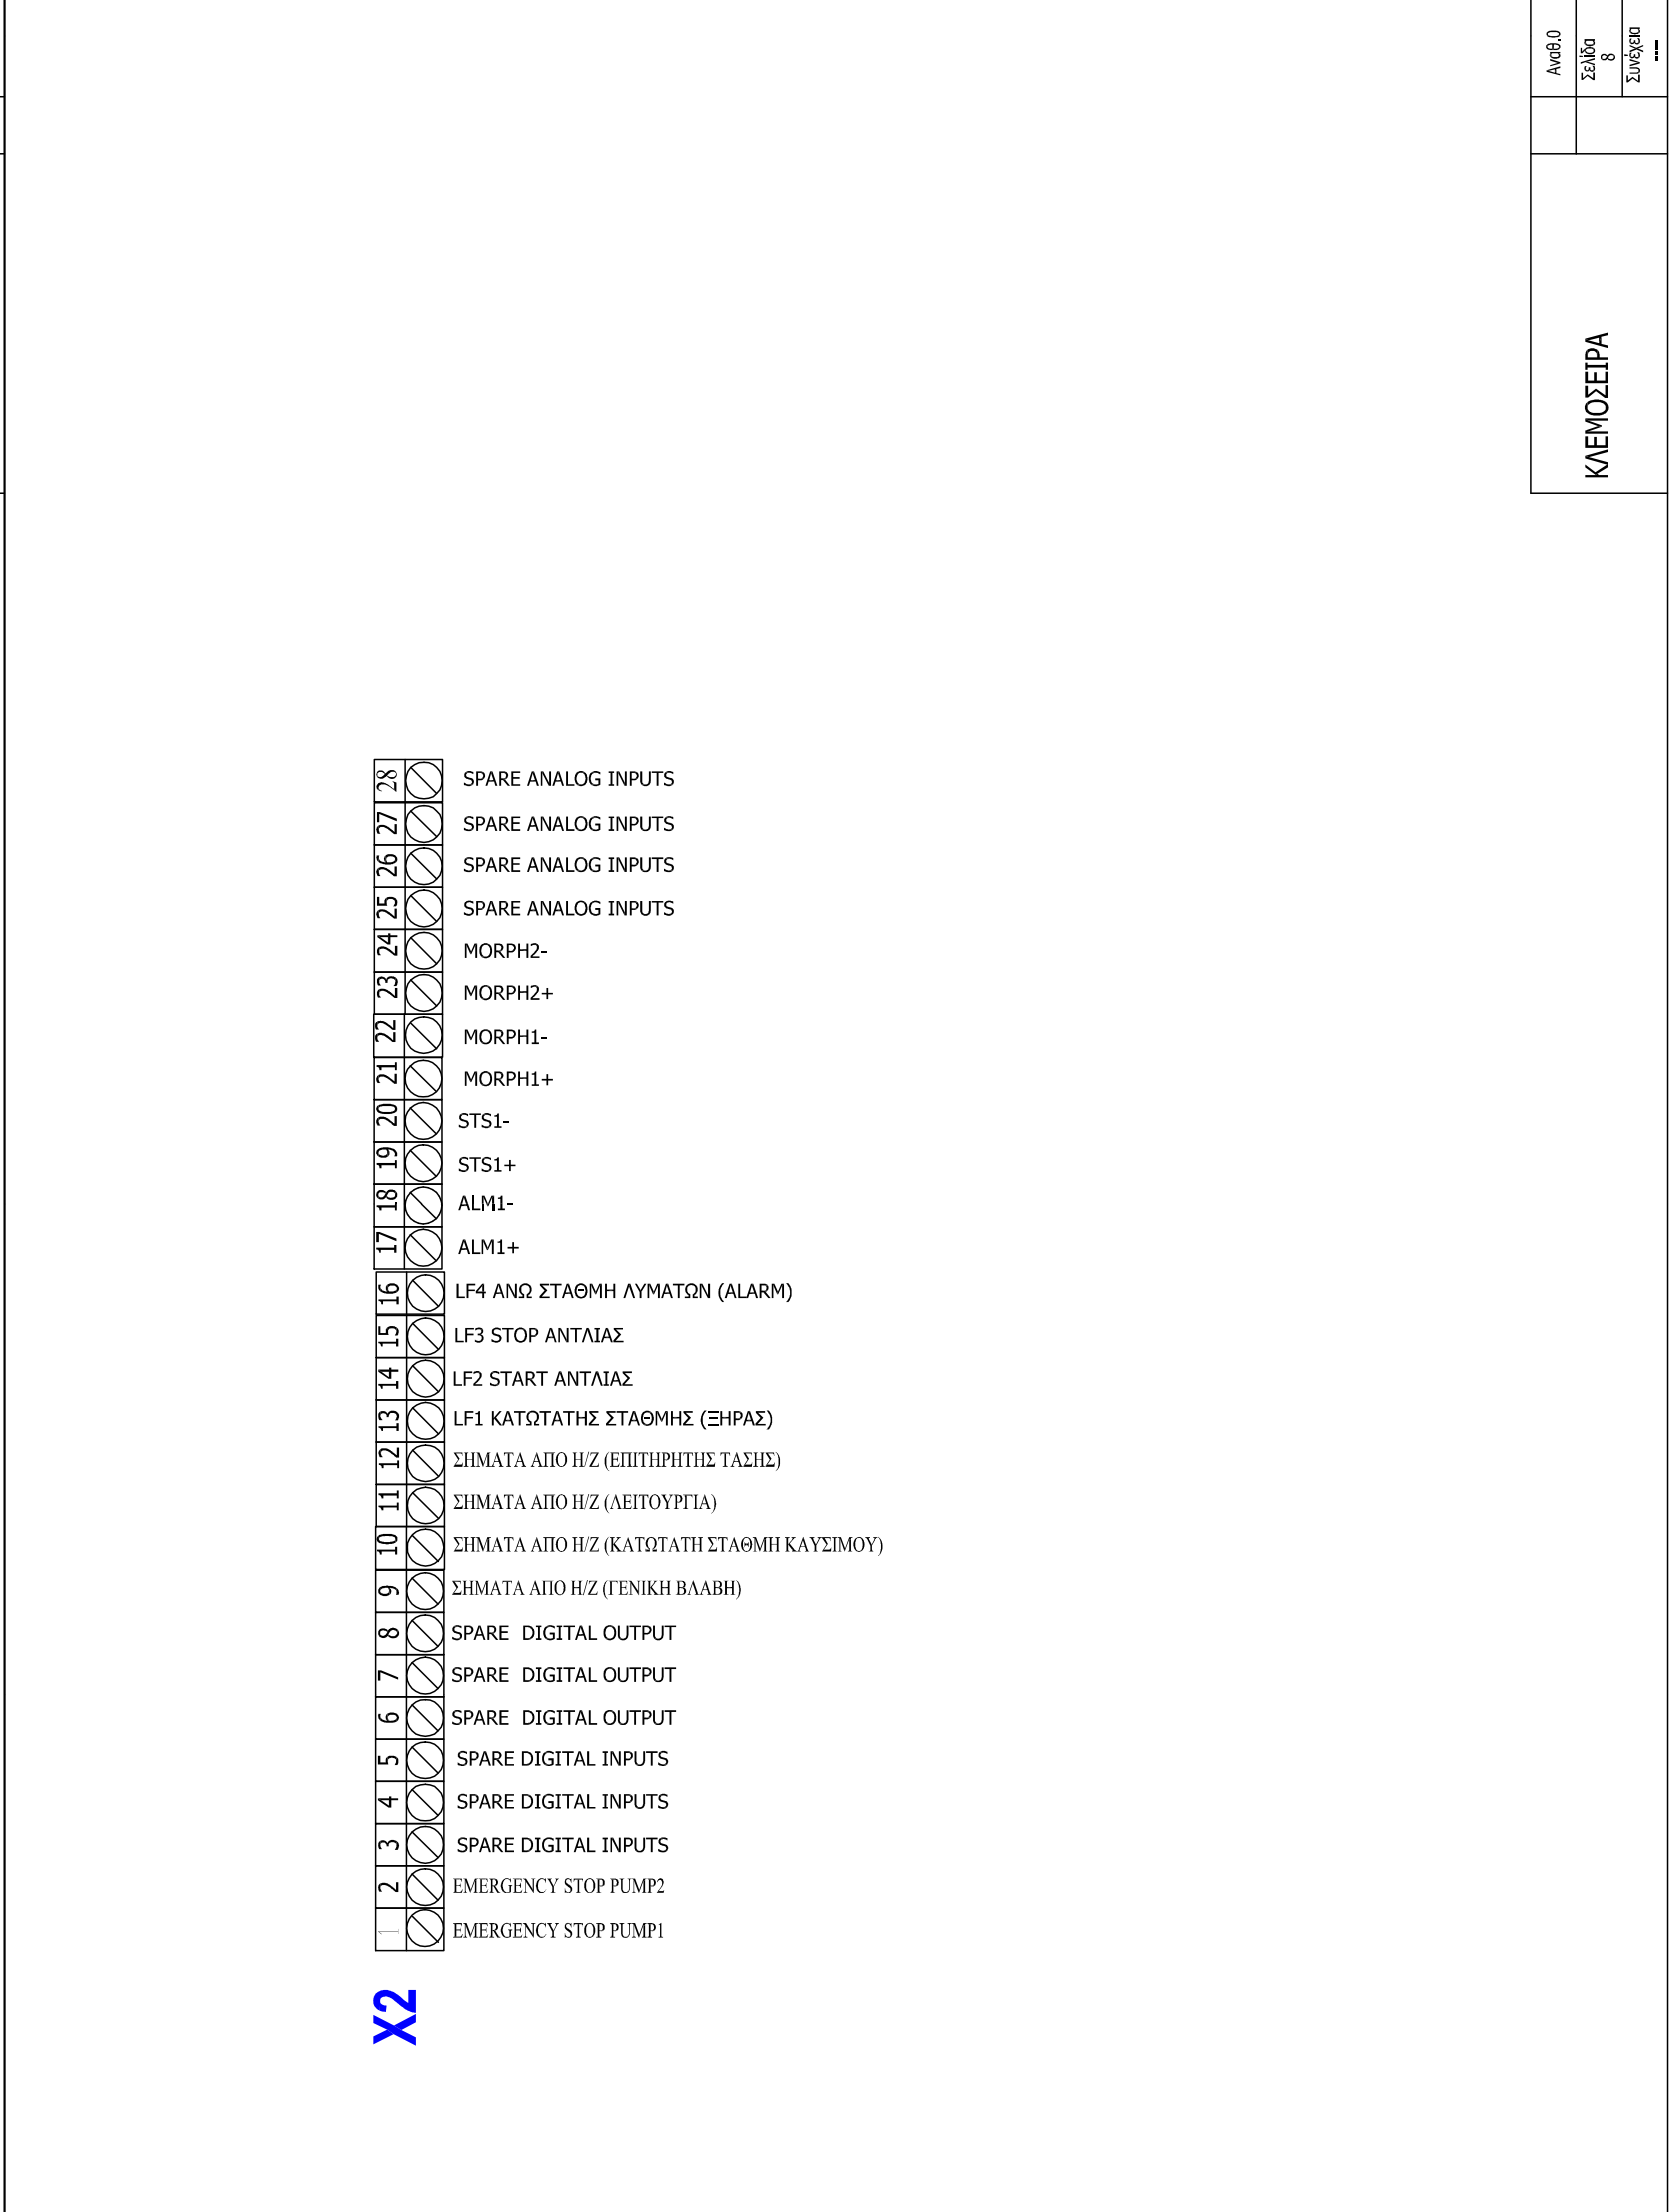 Αναθ.0
Σελίδα
8
Συνέχεια
---
ΚΛΕΜΟΣΕΙΡΑ
28 SPARE ANALOG INPUTS
27 SPARE ANALOG INPUTS
26 SPARE ANALOG INPUTS
25 SPARE ANALOG INPUTS
24 MORPH2-
23 MORPH2+
22 MORPH1-
21 MORPH1+
20 STS1-
19 STS1+
18 ALM1-
17 ALM1+
16 LF4 ΑΝΩ ΣΤΑΘΜΗ ΛΥΜΑΤΩΝ (ALARM)
15 LF3 STOP ΑΝΤΛΙΑΣ
14 LF2 START ΑΝΤΛΙΑΣ
13 LF1 ΚΑΤΩΤΑΤΗΣ ΣΤΑΘΜΗΣ (ΞΗΡΑΣ)
12 ΣΗΜΑΤΑ ΑΠΟ Η/Ζ (ΕΠΙΤΗΡΗΤΗΣ ΤΑΣΗΣ)
11 ΣΗΜΑΤΑ ΑΠΟ Η/Ζ (ΛΕΙΤΟΥΡΓΙΑ)
10 ΣΗΜΑΤΑ ΑΠΟ Η/Ζ (ΚΑΤΩΤΑΤΗ ΣΤΑΘΜΗ ΚΑΥΣΙΜΟΥ)
9 ΣΗΜΑΤΑ ΑΠΟ Η/Ζ (ΓΕΝΙΚΗ ΒΛΑΒΗ)
8 SPARE DIGITAL OUTPUT
7 SPARE DIGITAL OUTPUT
6 SPARE DIGITAL OUTPUT
5 SPARE DIGITAL INPUTS
4 SPARE DIGITAL INPUTS
3 SPARE DIGITAL INPUTS
2 EMERGENCY STOP PUMP2
1 EMERGENCY STOP PUMP1
X2